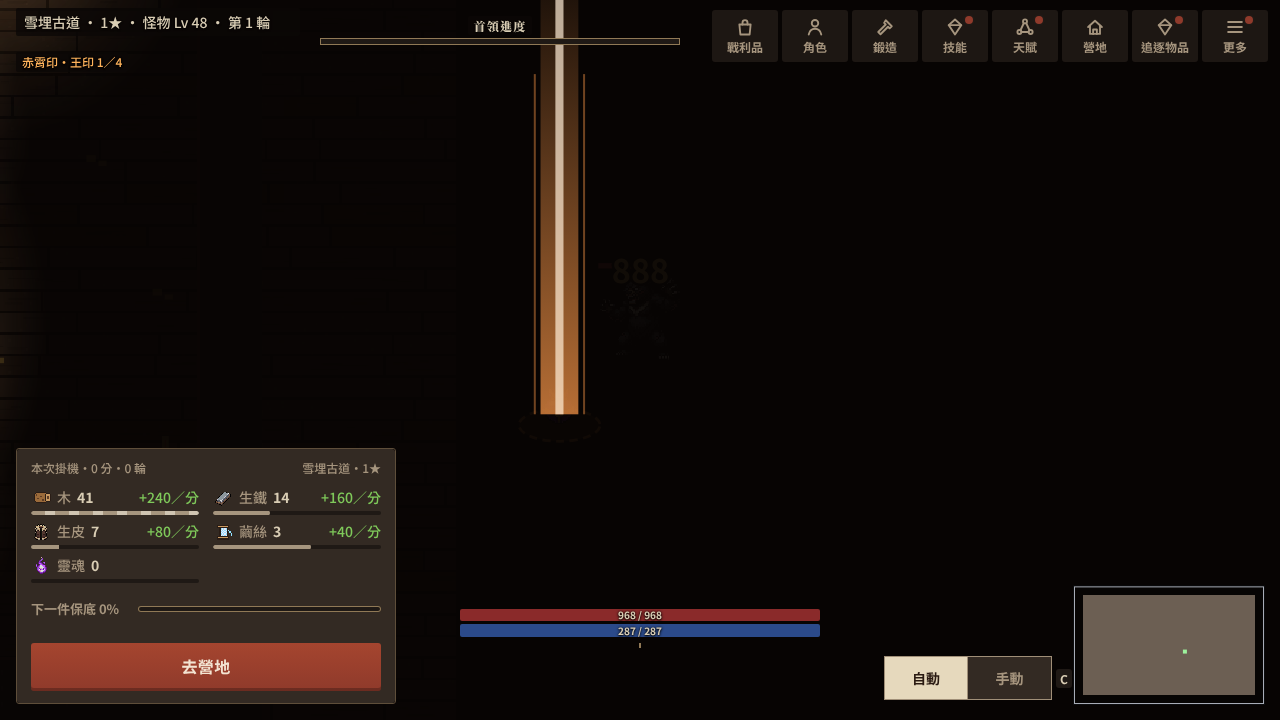 雪埋古道 · 1★ · 怪物 Lv 48 · 第 1 輪
赤霄印·王印 1／4
首領進度
戰利品
角色
鍛造
技能
天賦
營地
追逐物品
更多
-888
本次掛機·0 分·0 輪
雪埋古道·1★
木 41 +240／分
生鐵 14 +160／分
生皮 7 +80／分
繭絲 3 +40／分
靈魂 0
下一件保底 0%
去營地
968 / 968
287 / 287
自動
手動
C